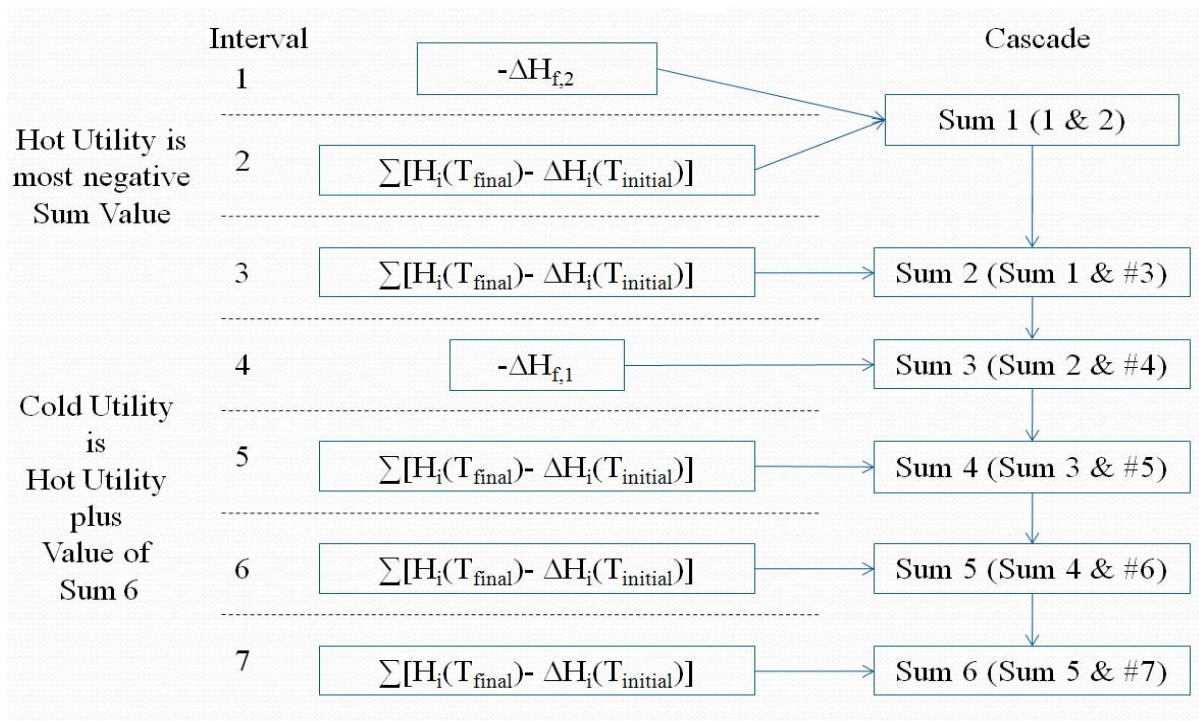 Interval
Cascade
1
-ΔHf,2
Sum 1 (1 & 2)
Hot Utility is
most negative
Sum Value
2
∑[Hi(Tfinal)- ΔHi(Tinitial)]
3
∑[Hi(Tfinal)- ΔHi(Tinitial)]
Sum 2 (Sum 1 & #3)
4
-ΔHf,1
Sum 3 (Sum 2 & #4)
Cold Utility
is
Hot Utility
plus
Value of
Sum 6
5
∑[Hi(Tfinal)- ΔHi(Tinitial)]
Sum 4 (Sum 3 & #5)
6
∑[Hi(Tfinal)- ΔHi(Tinitial)]
Sum 5 (Sum 4 & #6)
7
∑[Hi(Tfinal)- ΔHi(Tinitial)]
Sum 6 (Sum 5 & #7)